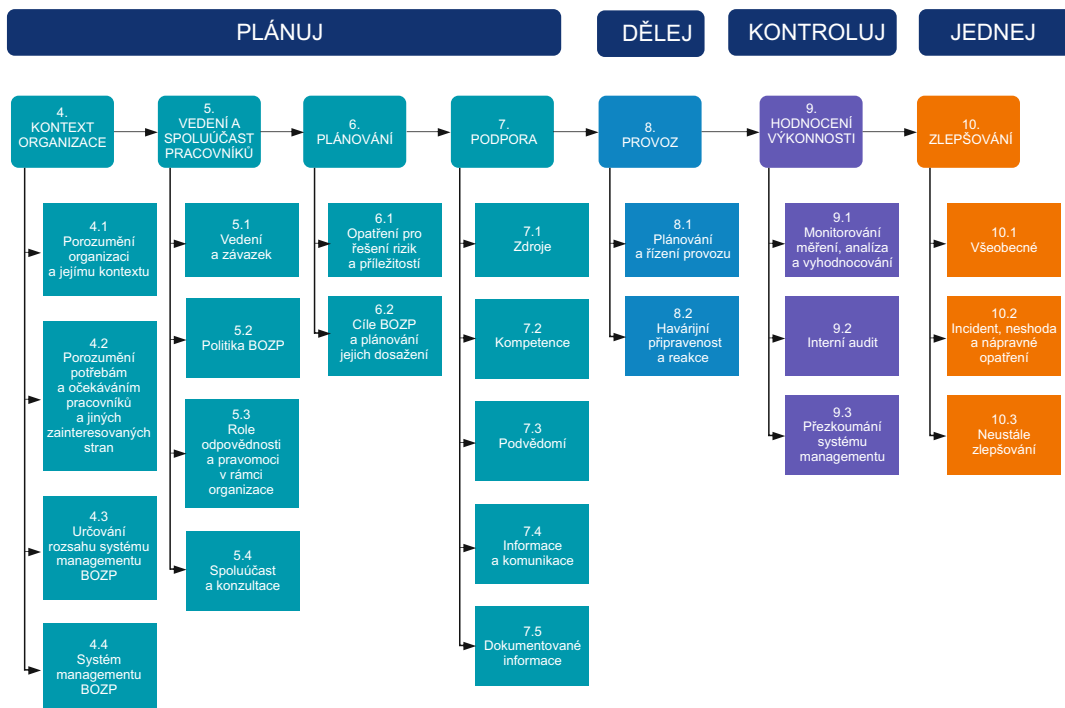 PLÁNUJ
DĚLEJ
KONTROLUJ
JEDNEJ
4.
KONTEXT
ORGANIZACE
5.
VEDENÍ A
SPOLUÚČAST
PRACOVNÍKŮ
6.
PLÁNOVÁNÍ
7.
PODPORA
8.
PROVOZ
9.
HODNOCENÍ
VÝKONNOSTI
10.
ZLEPŠOVÁNÍ
4.1
Porozumění
organizaci
a jejímu kontextu
4.2
Porozumění
potřebám
a očekáváním
pracovníků
a jiných
zainteresovaných
stran
4.3
Určování
rozsahu systému
managementu
BOZP
4.4
Systém
managementu
BOZP
5.1
Vedení
a závazek
5.2
Politika BOZP
5.3
Role
odpovědnosti
a pravomoci
v rámci
organizace
5.4
Spoluúčast
a konzultace
6.1
Opatření pro
řešení rizik
a příležitostí
6.2
Cíle BOZP
a plánování
jejich dosažení
7.1
Zdroje
7.2
Kompetence
7.3
Podvědomí
7.4
Informace
a komunikace
7.5
Dokumentované
informace
8.1
Plánování
a řízení provozu
8.2
Havárijní
připravenost
a reakce
9.1
Monitorování
měření, analíza
a vyhodnocování
9.2
Interní audit
9.3
Přezkoumání
systému
managementu
10.1
Všeobecné
10.2
Incident, neshoda
a nápravné
opatření
10.3
Neustále
zlepšování